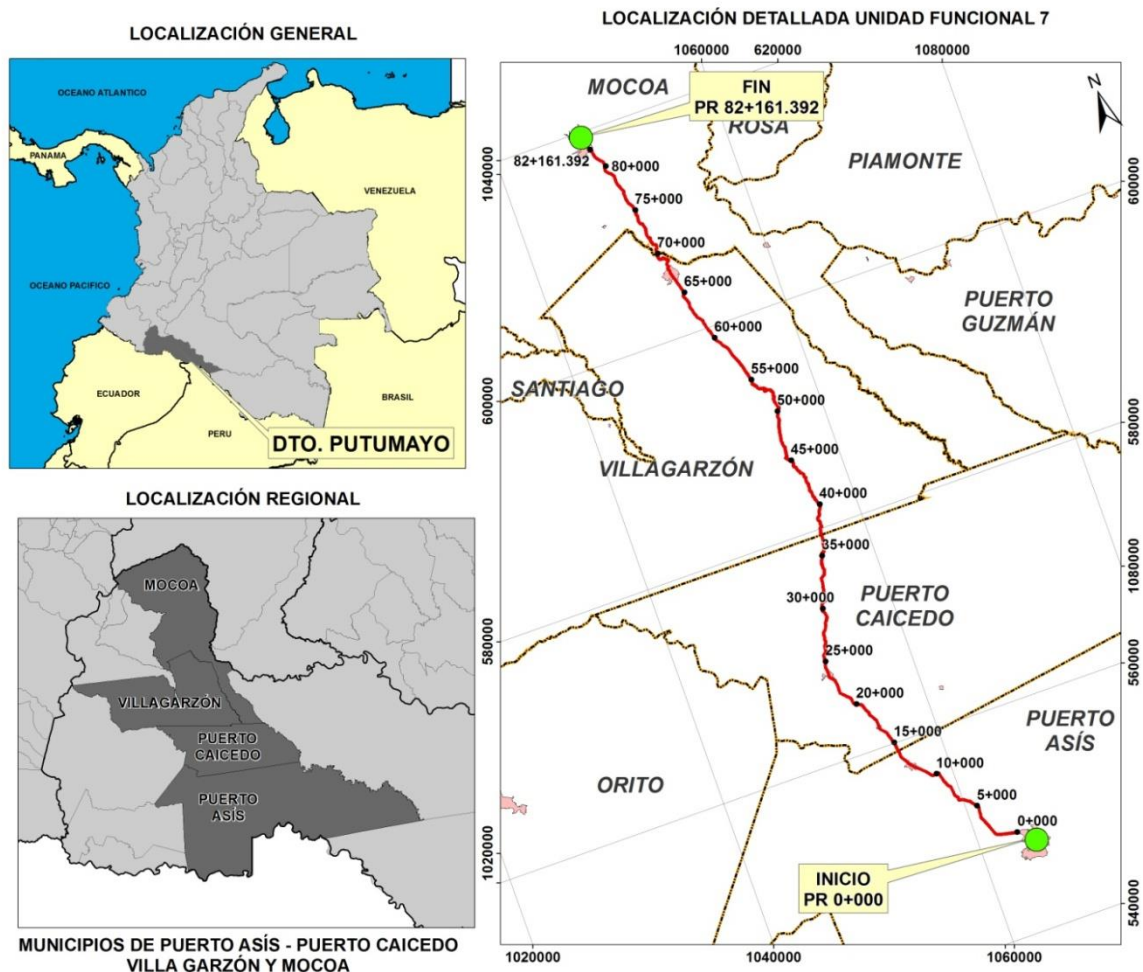 LOCALIZACIÓN GENERAL
OCEANO ATLANTICO
PANAMA
VENEZUELA
OCEANO PACIFICO
ECUADOR
BRASIL
PERU
DTO. PUTUMAYO
LOCALIZACIÓN REGIONAL
MOCOA
VILLAGARZÓN
PUERTO
CAICEDO
PUERTO
ASÍS
MUNICIPIOS DE PUERTO ASÍS - PUERTO CAICEDO
VILLA GARZÓN Y MOCOA
LOCALIZACIÓN DETALLADA UNIDAD FUNCIONAL 7
1060000
620000
1080000
N
MOCOA
FIN
PR 82+161.392
ROSA
PIAMONTE
82+161.392
80+000
75+000
70+000
65+000
60+000
55+000
50+000
45+000
40+000
35+000
30+000
25+000
20+000
15+000
10+000
5+000
0+000
PUERTO
GUZMÁN
SANTIAGO
VILLAGARZÓN
PUERTO
CAICEDO
PUERTO
ASÍS
ORITO
INICIO
PR 0+000
1040000
600000
580000
1020000
600000
580000
1080000
560000
540000
1020000
1040000
1060000